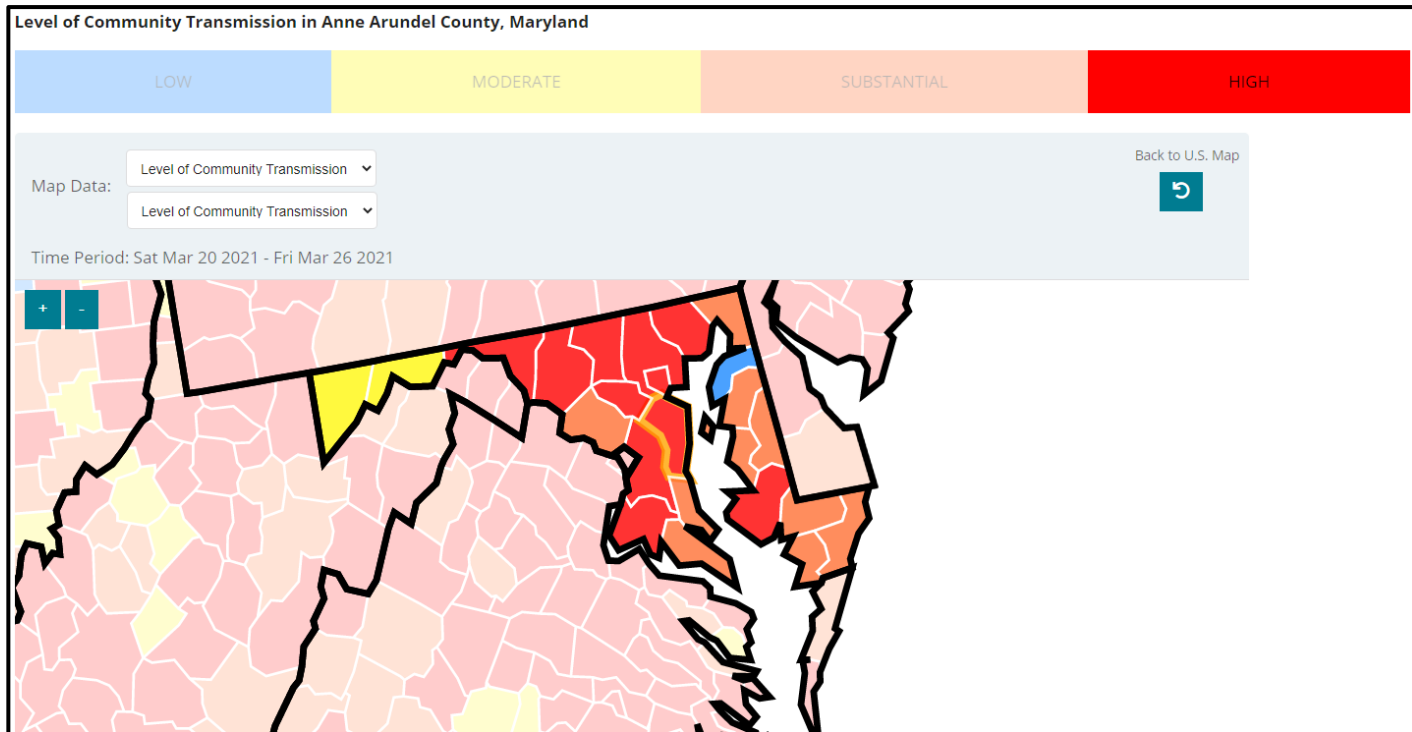 Level of Community Transmission in Anne Arundel County, Maryland
LOW MODERATE SUBSTANTIAL HIGH
Map Data:
Level of Community Transmission
Level of Community Transmission
Back to U.S. Map
Time Period: Sat Mar 20 2021 - Fri Mar 26 2021
+ -